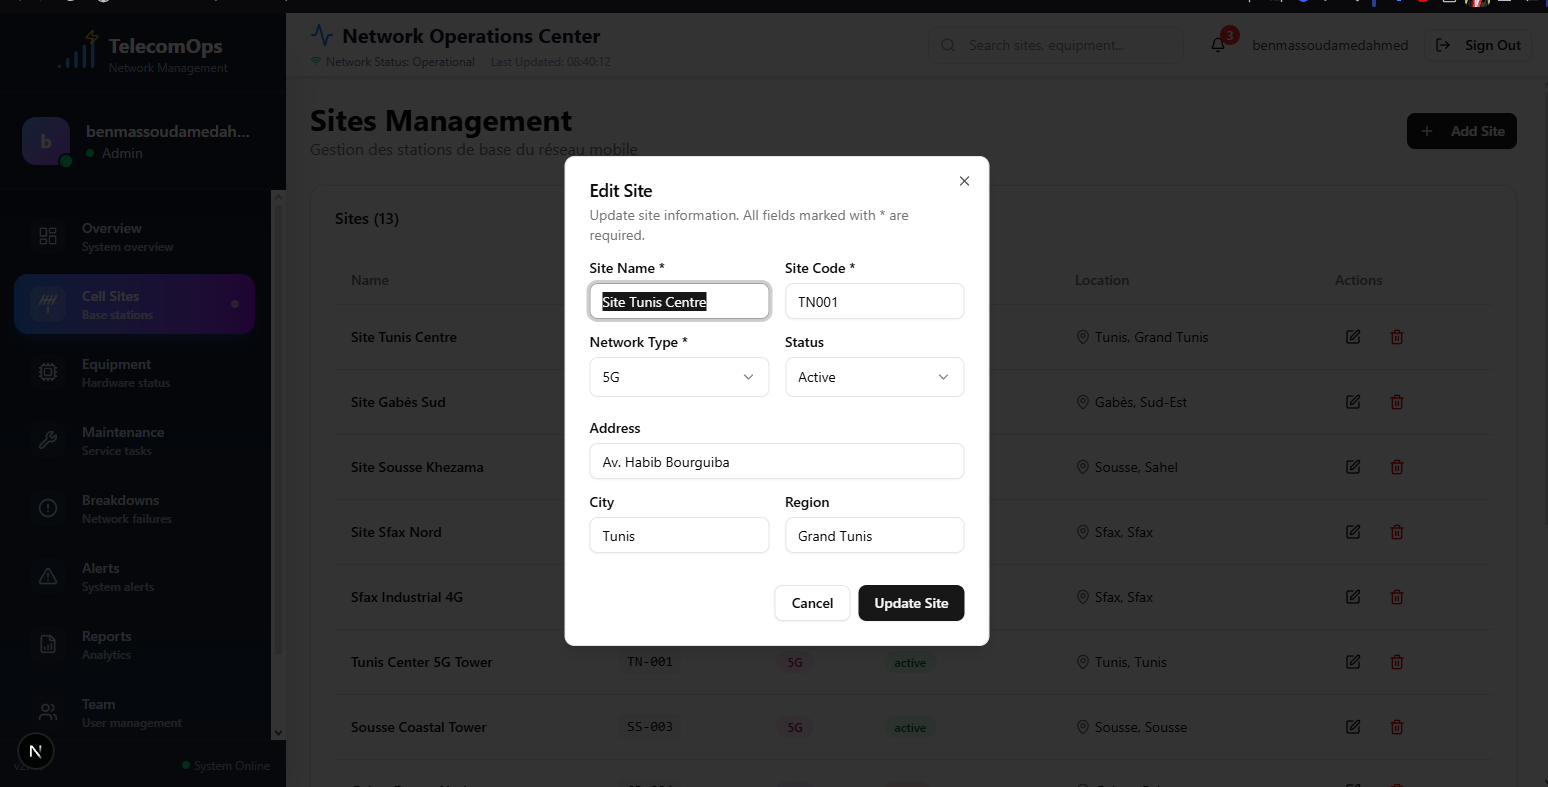 TelecomOps
Network Management
Network Operations Center
Network Status: Operational Last Updated: 08:40:12
Search sites, equipment...
3
benmassoudamedahmed
Sign Out
b
benmassoudamedah...
Admin
Overview
System overview
Cell Sites
Base stations
Equipment
Hardware status
Maintenance
Service tasks
Breakdowns
Network failures
Alerts
System alerts
Reports
Analytics
Team
User management
N
System Online
Sites Management
Gestion des stations de base du réseau mobile
Add Site
Sites (13)
Name Location Actions
Site Tunis Centre Tunis, Grand Tunis
Site Gabès Sud Gabès, Sud-Est
Site Sousse Khezama Sousse, Sahel
Site Sfax Nord Sfax, Sfax
Sfax Industrial 4G Sfax, Sfax
Tunis Center 5G Tower TN-001 5G active Tunis, Tunis
Sousse Coastal Tower SS-003 5G active Sousse, Sousse
Edit Site
Update site information. All fields marked with * are
required.
Site Name * Site Code *
Site Tunis Centre TN001
Network Type * Status
5G Active
Address
Av. Habib Bourguiba
City Region
Tunis Grand Tunis
Cancel Update Site